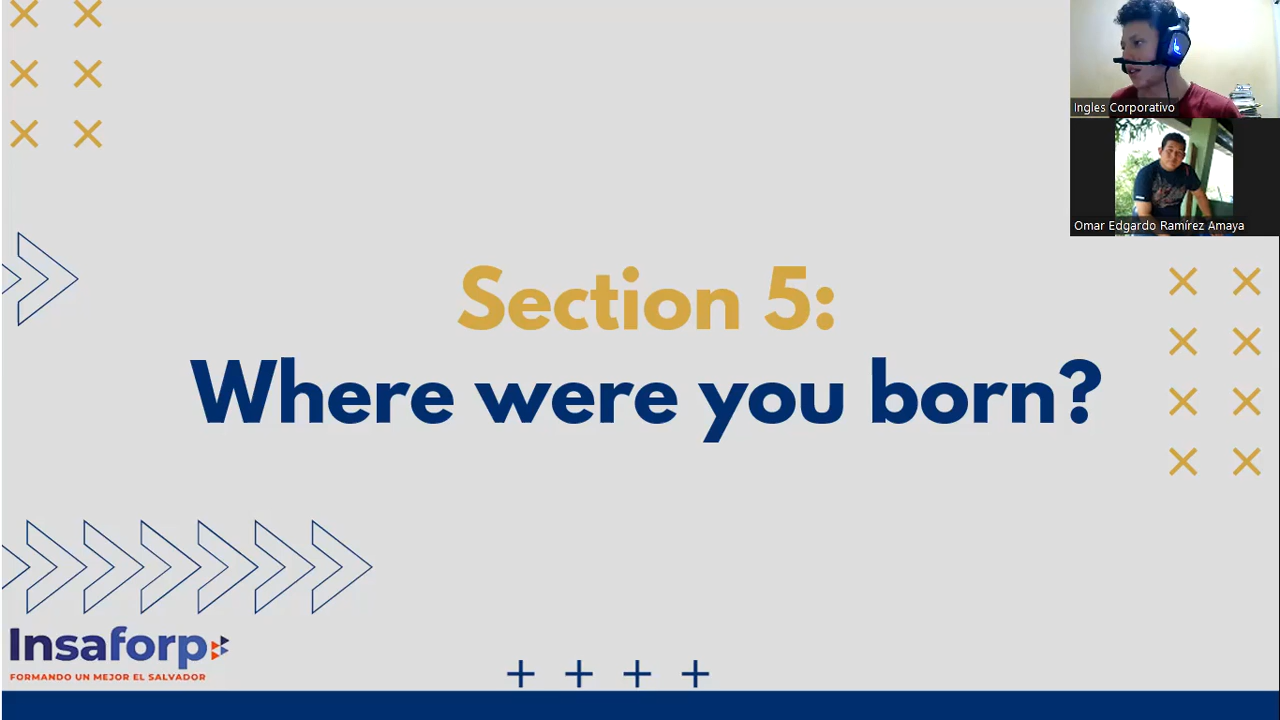 Ingles Corporativo
Omar Edgardo Ramírez Amaya
Section 5:
Where were you born?
Insaforp
FORMANDO UN MEJOR EL SALVADOR